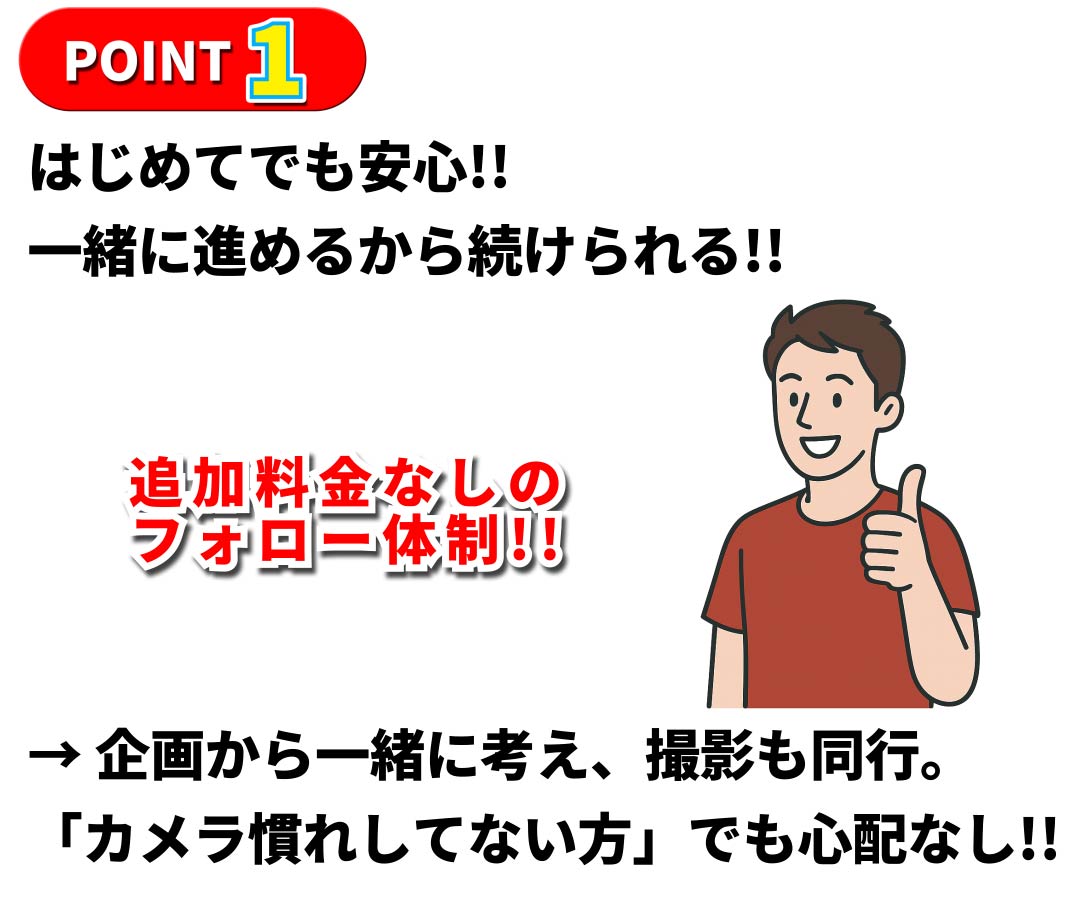 POINT 1
はじめてでも安心!!
一緒に進めるから続けられる!!
追加料金なしの
フォロー体制!!
→ 企画から一緒に考え、撮影も同行。
「カメラ慣れしてない方」でも心配なし!!